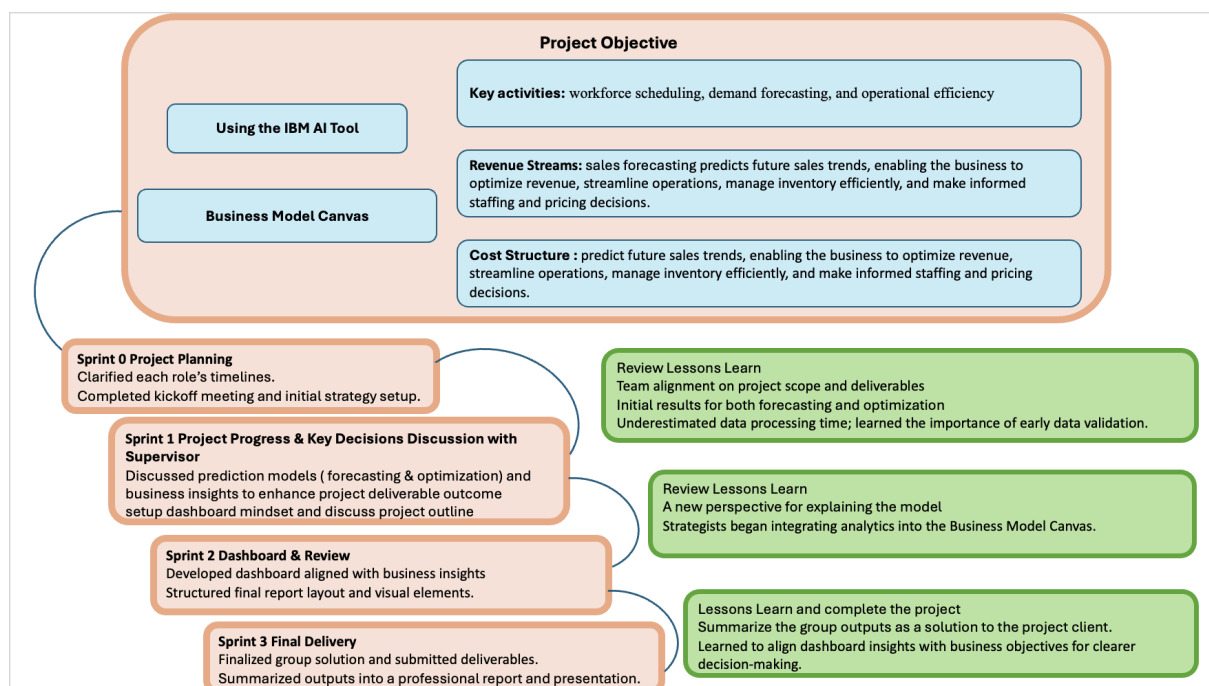 Project Objective
Using the IBM AI Tool
Business Model Canvas
Key activities: workforce scheduling, demand forecasting, and operational efficiency
Revenue Streams: sales forecasting predicts future sales trends, enabling the business to
optimize revenue, streamline operations, manage inventory efficiently, and make informed
staffing and pricing decisions.
Cost Structure : predict future sales trends, enabling the business to optimize revenue,
streamline operations, manage inventory efficiently, and make informed staffing and pricing
decisions.
Sprint 0 Project Planning
Clarified each role's timelines.
Completed kickoff meeting and initial strategy setup.
Review Lessons Learn
Team alignment on project scope and deliverables
Initial results for both forecasting and optimization
Underestimated data processing time; learned the importance of early data validation.
Sprint 1 Project Progress & Key Decisions Discussion with
Supervisor
Discussed prediction models ( forecasting & optimization) and
business insights to enhance project deliverable outcome
setup dashboard mindset and discuss project outline
Review Lessons Learn
A new perspective for explaining the model
Strategists began integrating analytics into the Business Model Canvas.
Sprint 2 Dashboard & Review
Developed dashboard aligned with business insights
Structured final report layout and visual elements.
Lessons Learn and complete the project
Summarize the group outputs as a solution to the project client.
Learned to align dashboard insights with business objectives for clearer
decision-making.
Sprint 3 Final Delivery
Finalized group solution and submitted deliverables.
Summarized outputs into a professional report and presentation.